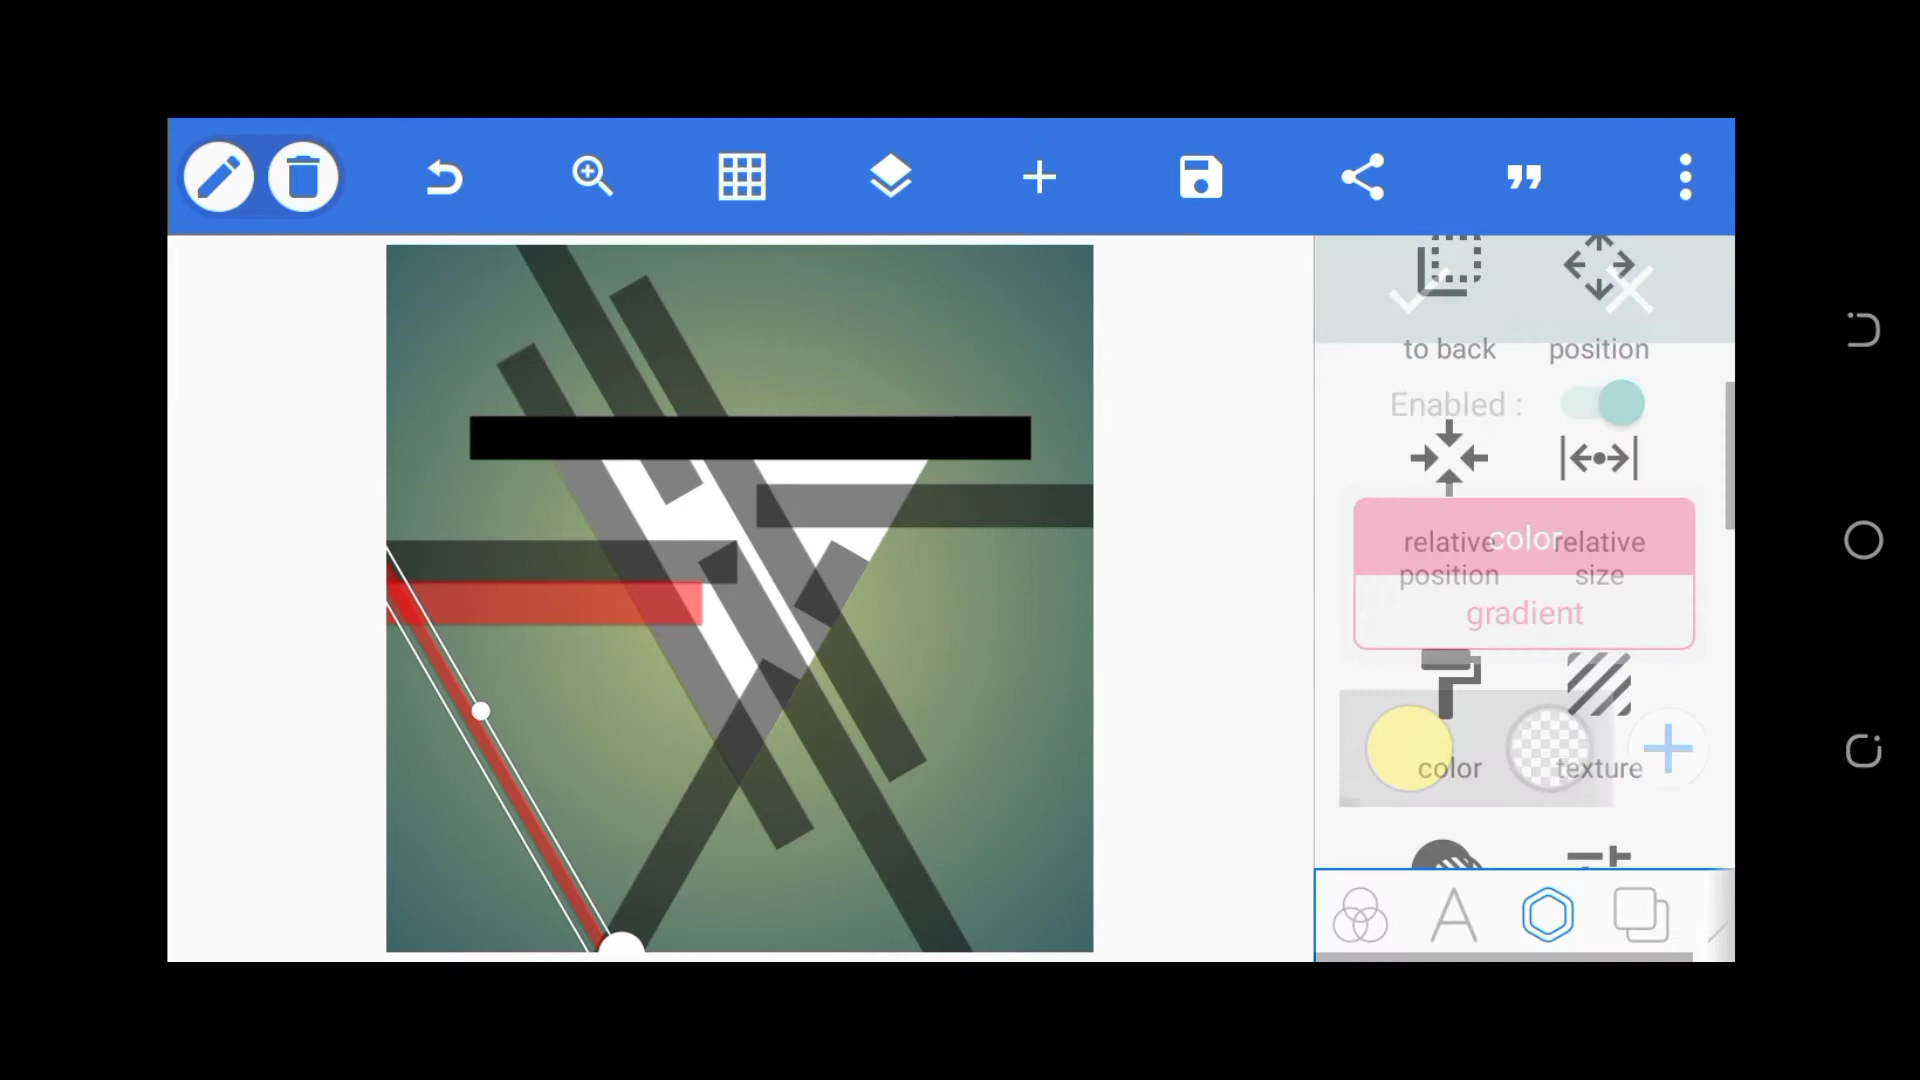 to back position
Enabled :
color
relative relative
position size
gradient
color texture